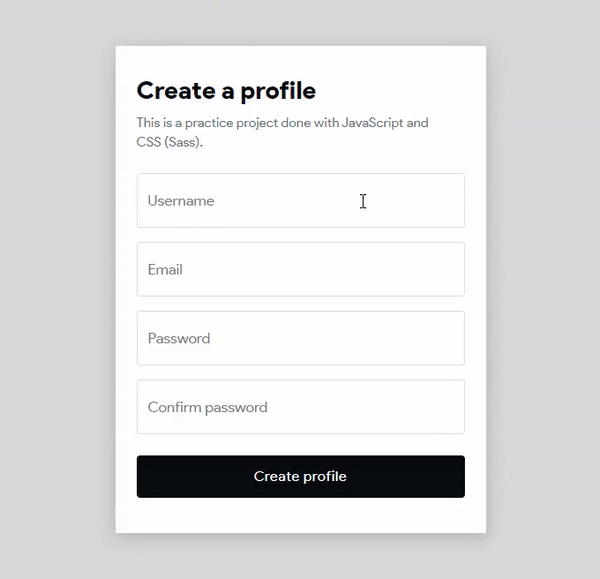 Create a profile
This is a practice project done with JavaScript and
CSS (Sass).
Username
Email
Password
Confirm password
Create profile